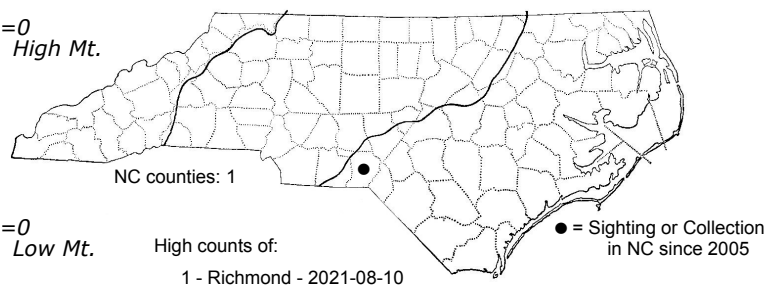 =0
High Mt.
NC counties: 1
=0
Low Mt.
High counts of:
1 - Richmond - 2021-08-10
● = Sighting or Collection
in NC since 2005